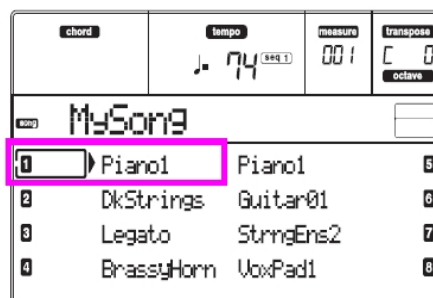 chord tempo measure transpose
♩. 74 seq 1 001 C 0
octave
song MySong
1 Piano1 Piano1 5
2 DkStrings Guitar01 6
3 Legato StrngEns2 7
4 BrassyHorn VoxPad1 8